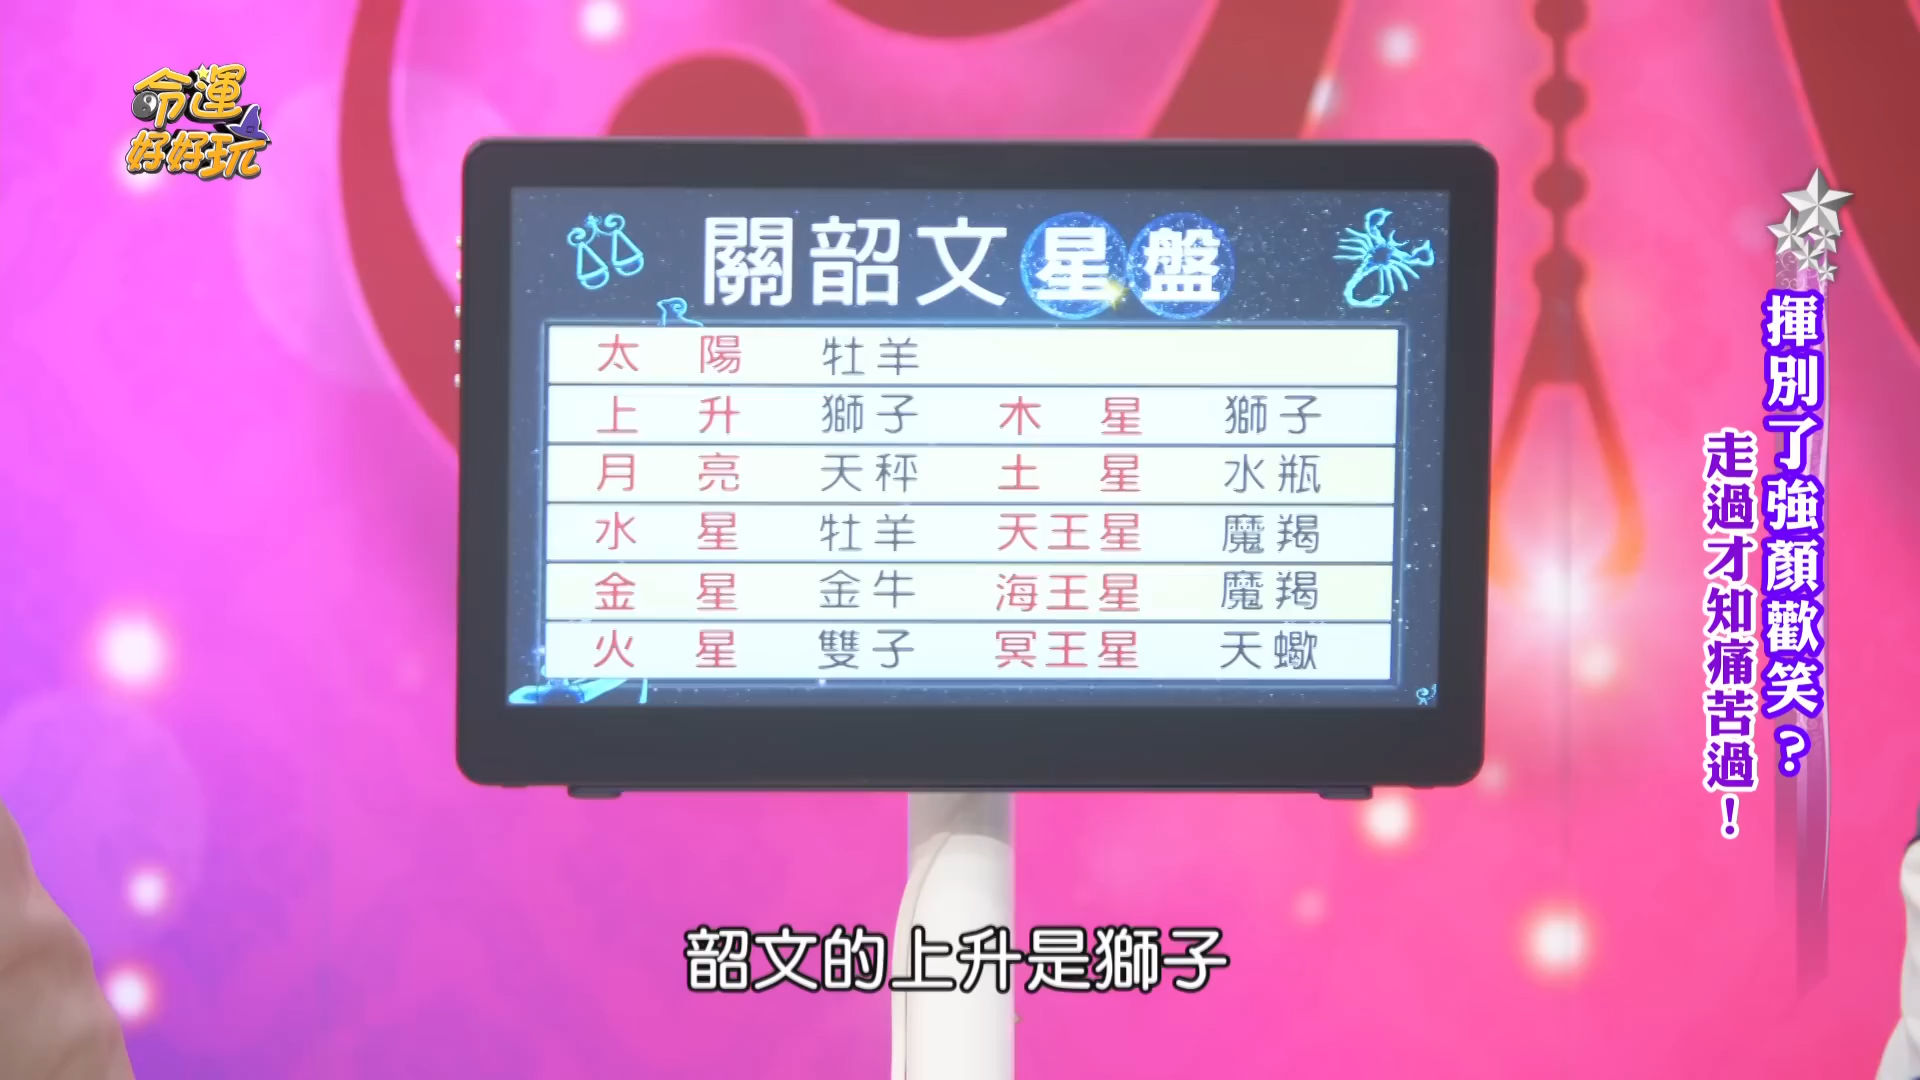 命運
好好玩
關韶文星盤
太陽 牡羊
上升 獅子 木星 獅子
月亮 天秤 土星 水瓶
水星 牡羊 天王星 魔羯
金星 金牛 海王星 魔羯
火星 雙子 冥王星 天蠍
揮別了強顏歡笑?
走過才知痛苦過!
韶文的上升是獅子